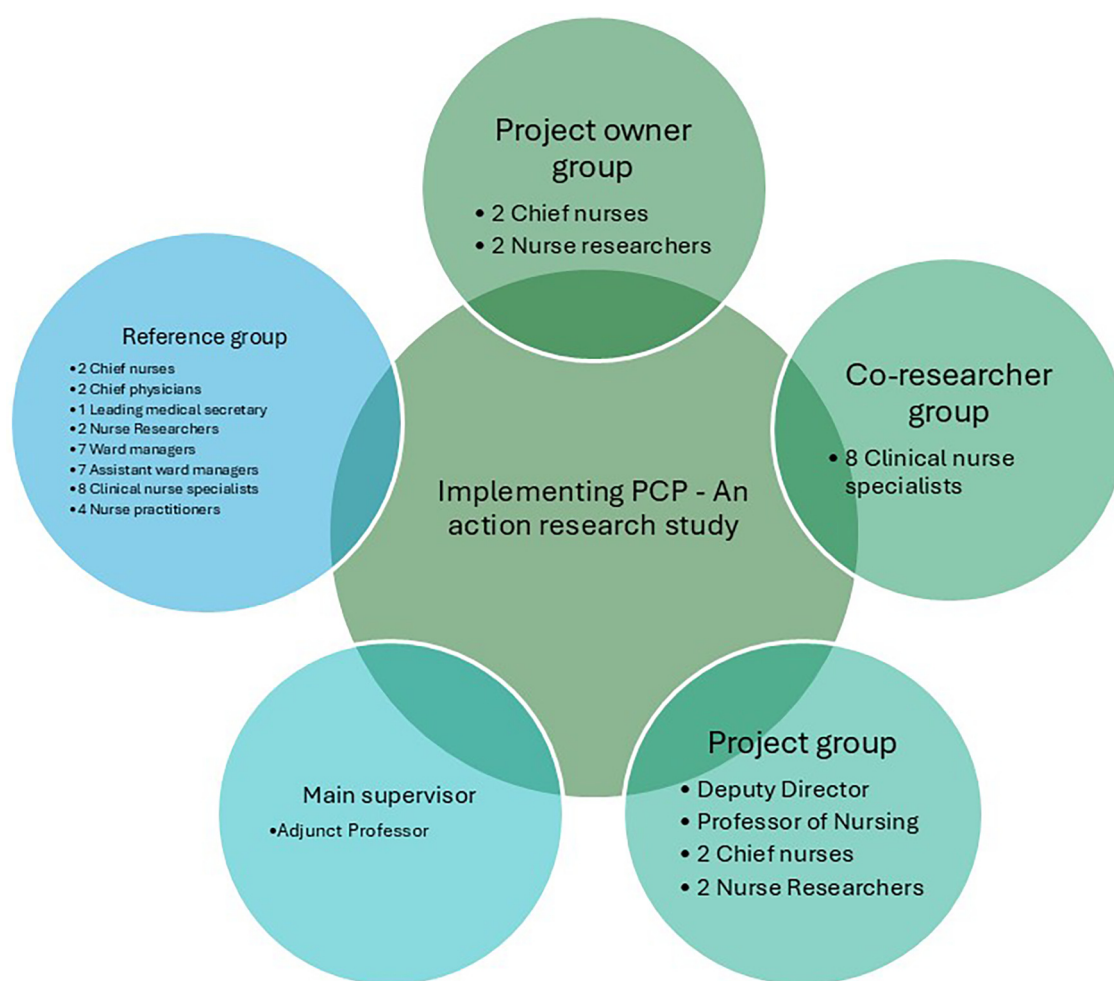 Project owner
group
• 2 Chief nurses
• 2 Nurse researchers
Reference group
•2 Chief nurses
•2 Chief physicians
•1 Leading medical secretary
•2 Nurse Researchers
•7 Ward managers
•7 Assistant ward managers
•8 Clinical nurse specialists
•4 Nurse practitioners
Co-researcher
group
• 8 Clinical nurse
specialists
Implementing PCP - An
action research study
Main supervisor
•Adjunct Professor
Project group
• Deputy Director
• Professor of Nursing
• 2 Chief nurses
• 2 Nurse Researchers